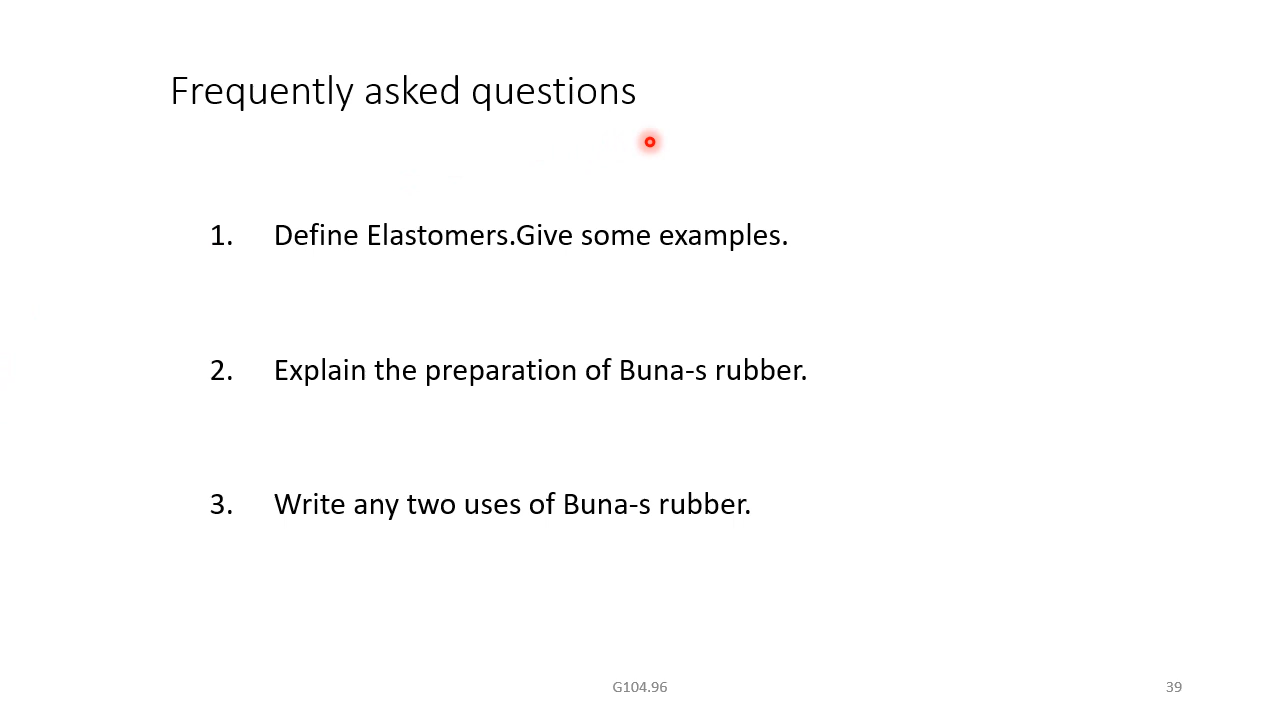 Frequently asked questions
1. Define Elastomers.Give some examples.
2. Explain the preparation of Buna-s rubber.
3. Write any two uses of Buna-s rubber.
G104.96
39